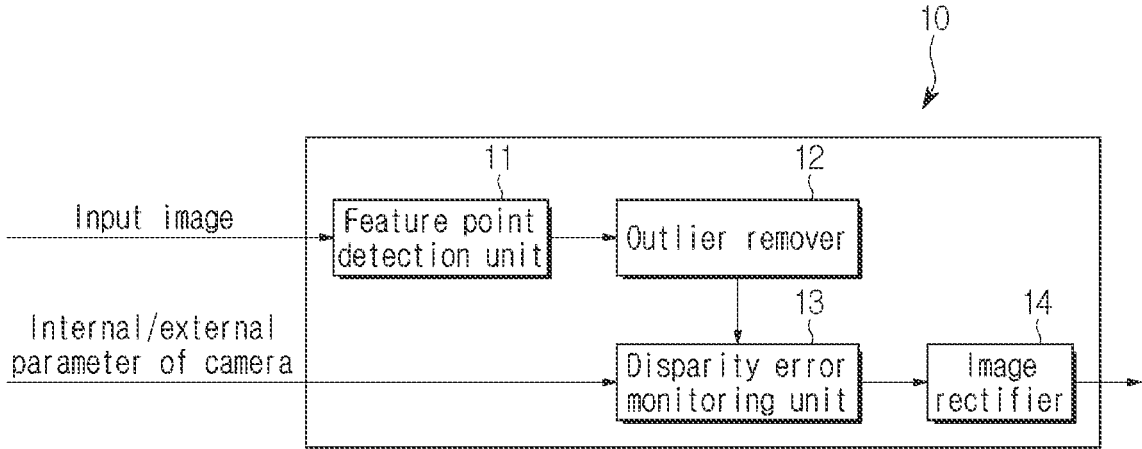 10
11
12
Input image
Feature point
detection unit
Outlier remover
Internal/external
parameter of camera
13
14
Disparity error
monitoring unit
Image
rectifier